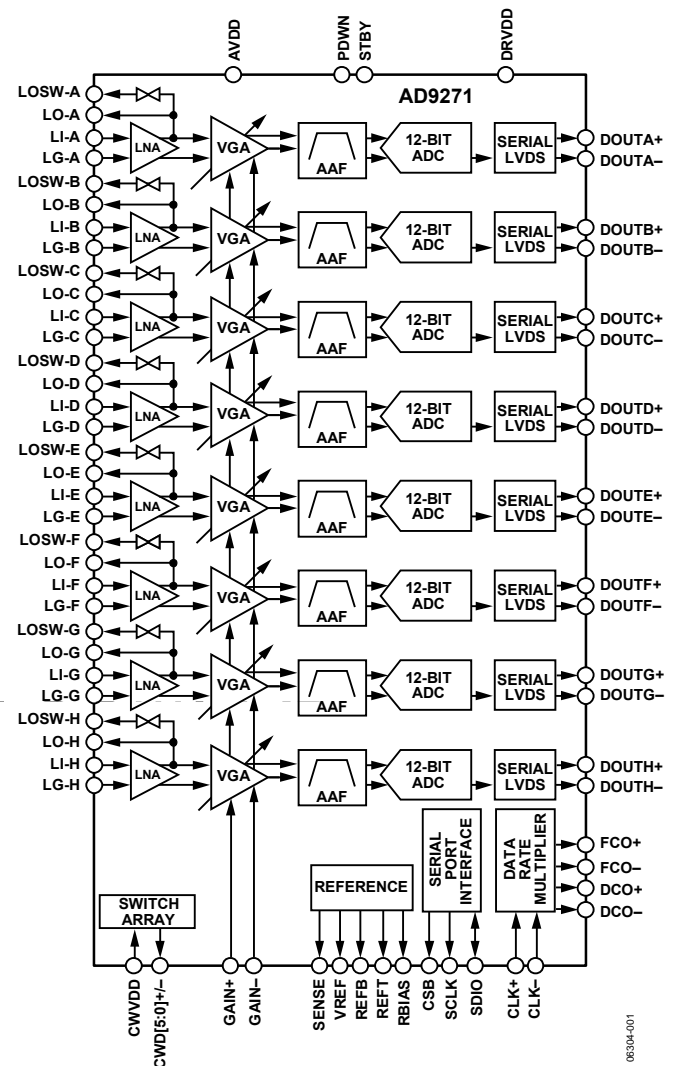 AVDD
PDWN
STBY
DRVDD
AD9271
LOSW-A
LO-A
LI-A
LG-A
LNA
VGA
AAF
12-BIT
ADC
SERIAL
LVDS
DOUTA+
DOUTA–
LOSW-B
LO-B
LI-B
LG-B
LNA
VGA
AAF
12-BIT
ADC
SERIAL
LVDS
DOUTB+
DOUTB–
LOSW-C
LO-C
LI-C
LG-C
LNA
VGA
AAF
12-BIT
ADC
SERIAL
LVDS
DOUTC+
DOUTC–
LOSW-D
LO-D
LI-D
LG-D
LNA
VGA
AAF
12-BIT
ADC
SERIAL
LVDS
DOUTD+
DOUTD–
LOSW-E
LO-E
LI-E
LG-E
LNA
VGA
AAF
12-BIT
ADC
SERIAL
LVDS
DOUTE+
DOUTE–
LOSW-F
LO-F
LI-F
LG-F
LNA
VGA
AAF
12-BIT
ADC
SERIAL
LVDS
DOUTF+
DOUTF–
LOSW-G
LO-G
LI-G
LG-G
LNA
VGA
AAF
12-BIT
ADC
SERIAL
LVDS
DOUTG+
DOUTG–
LOSW-H
LO-H
LI-H
LG-H
LNA
VGA
AAF
12-BIT
ADC
SERIAL
LVDS
DOUTH+
DOUTH–
SWITCH
ARRAY
REFERENCE
SERIAL
PORT
INTERFACE
DATA
RATE
MULTIPLIER
FCO+
FCO–
DCO+
DCO–
CWVDD
CWD[5:0]+/–
GAIN+
GAIN–
SENSE
VREF
REFB
REFT
RBIAS
CSB
SCLK
SDIO
CLK+
CLK–
06304-001